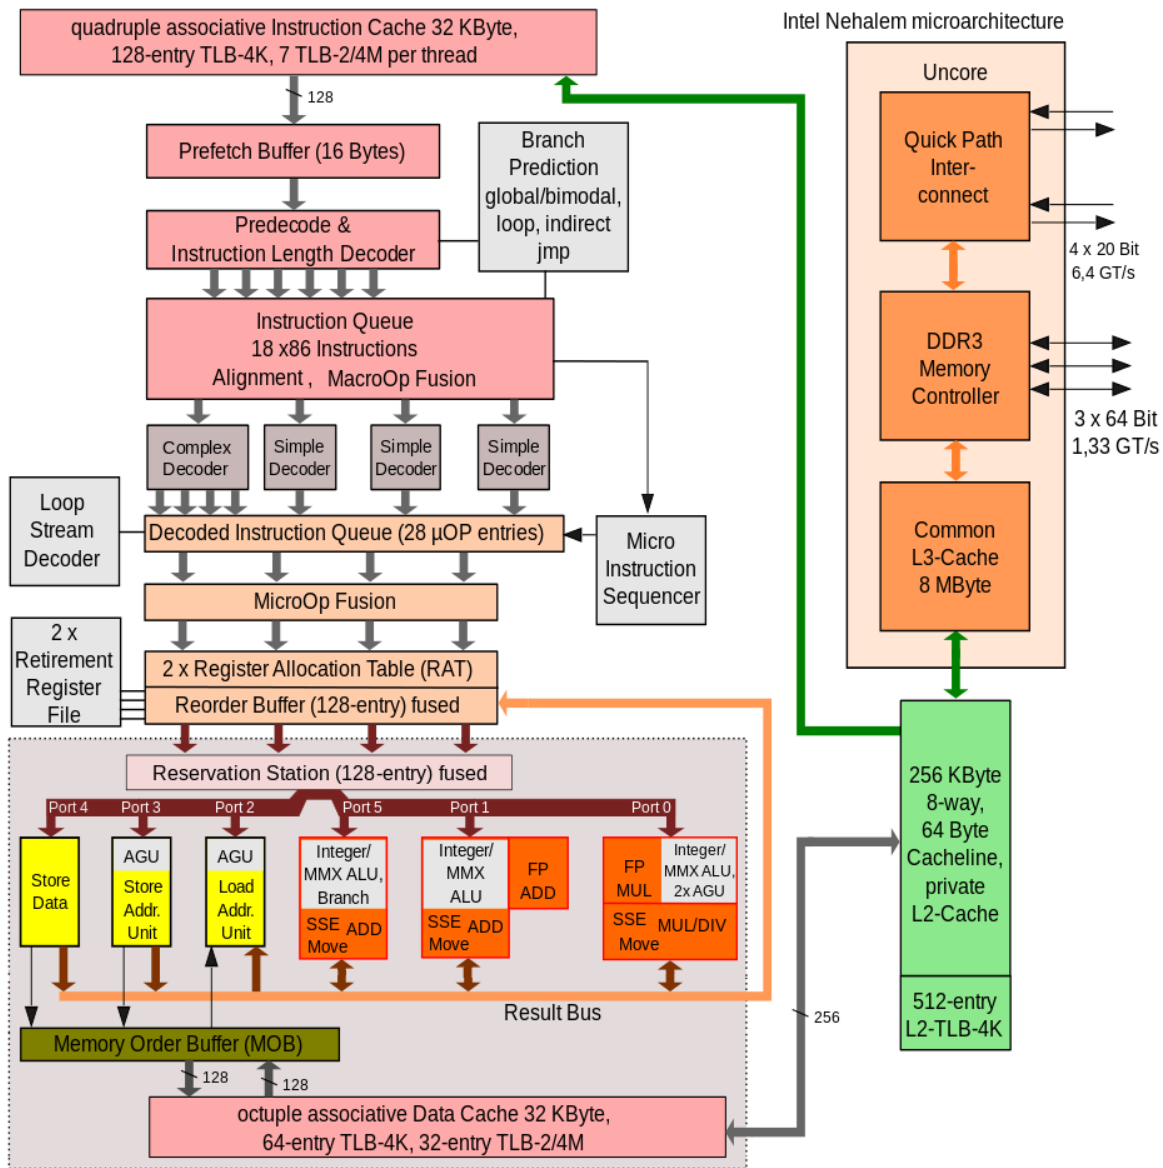 Intel Nehalem microarchitecture
quadruple associative Instruction Cache 32 KByte,
128-entry TLB-4K, 7 TLB-2/4M per thread
128
Prefetch Buffer (16 Bytes)
Branch
Prediction
global/bimodal,
loop, indirect
jmp
Predecode &
Instruction Length Decoder
Instruction Queue
18 x86 Instructions
Alignment , MacroOp Fusion
Complex
Decoder
Simple
Decoder
Simple
Decoder
Simple
Decoder
Loop
Stream
Decoder
Decoded Instruction Queue (28 µOP entries)
Micro
Instruction
Sequencer
MicroOp Fusion
2 x
Retirement
Register
File
2 x Register Allocation Table (RAT)
Reorder Buffer (128-entry) fused
Reservation Station (128-entry) fused
Port 4
Port 3
Port 2
Port 5
Port 1
Port 0
Store
Data
AGU
Store
Addr.
Unit
AGU
Load
Addr.
Unit
Integer/
MMX ALU,
Branch
SSE ADD
Move
Integer/
MMX
ALU
FP
ADD
SSE ADD
Move
FP
MUL
Integer/
MMX ALU,
2x AGU
SSE MUL/DIV
Move
Result Bus
Memory Order Buffer (MOB)
128
128
octuple associative Data Cache 32 KByte,
64-entry TLB-4K, 32-entry TLB-2/4M
256
Uncore
Quick Path
Inter-
connect
4 x 20 Bit
6,4 GT/s
DDR3
Memory
Controller
3 x 64 Bit
1,33 GT/s
Common
L3-Cache
8 MByte
256 KByte
8-way,
64 Byte
Cacheline,
private
L2-Cache
512-entry
L2-TLB-4K